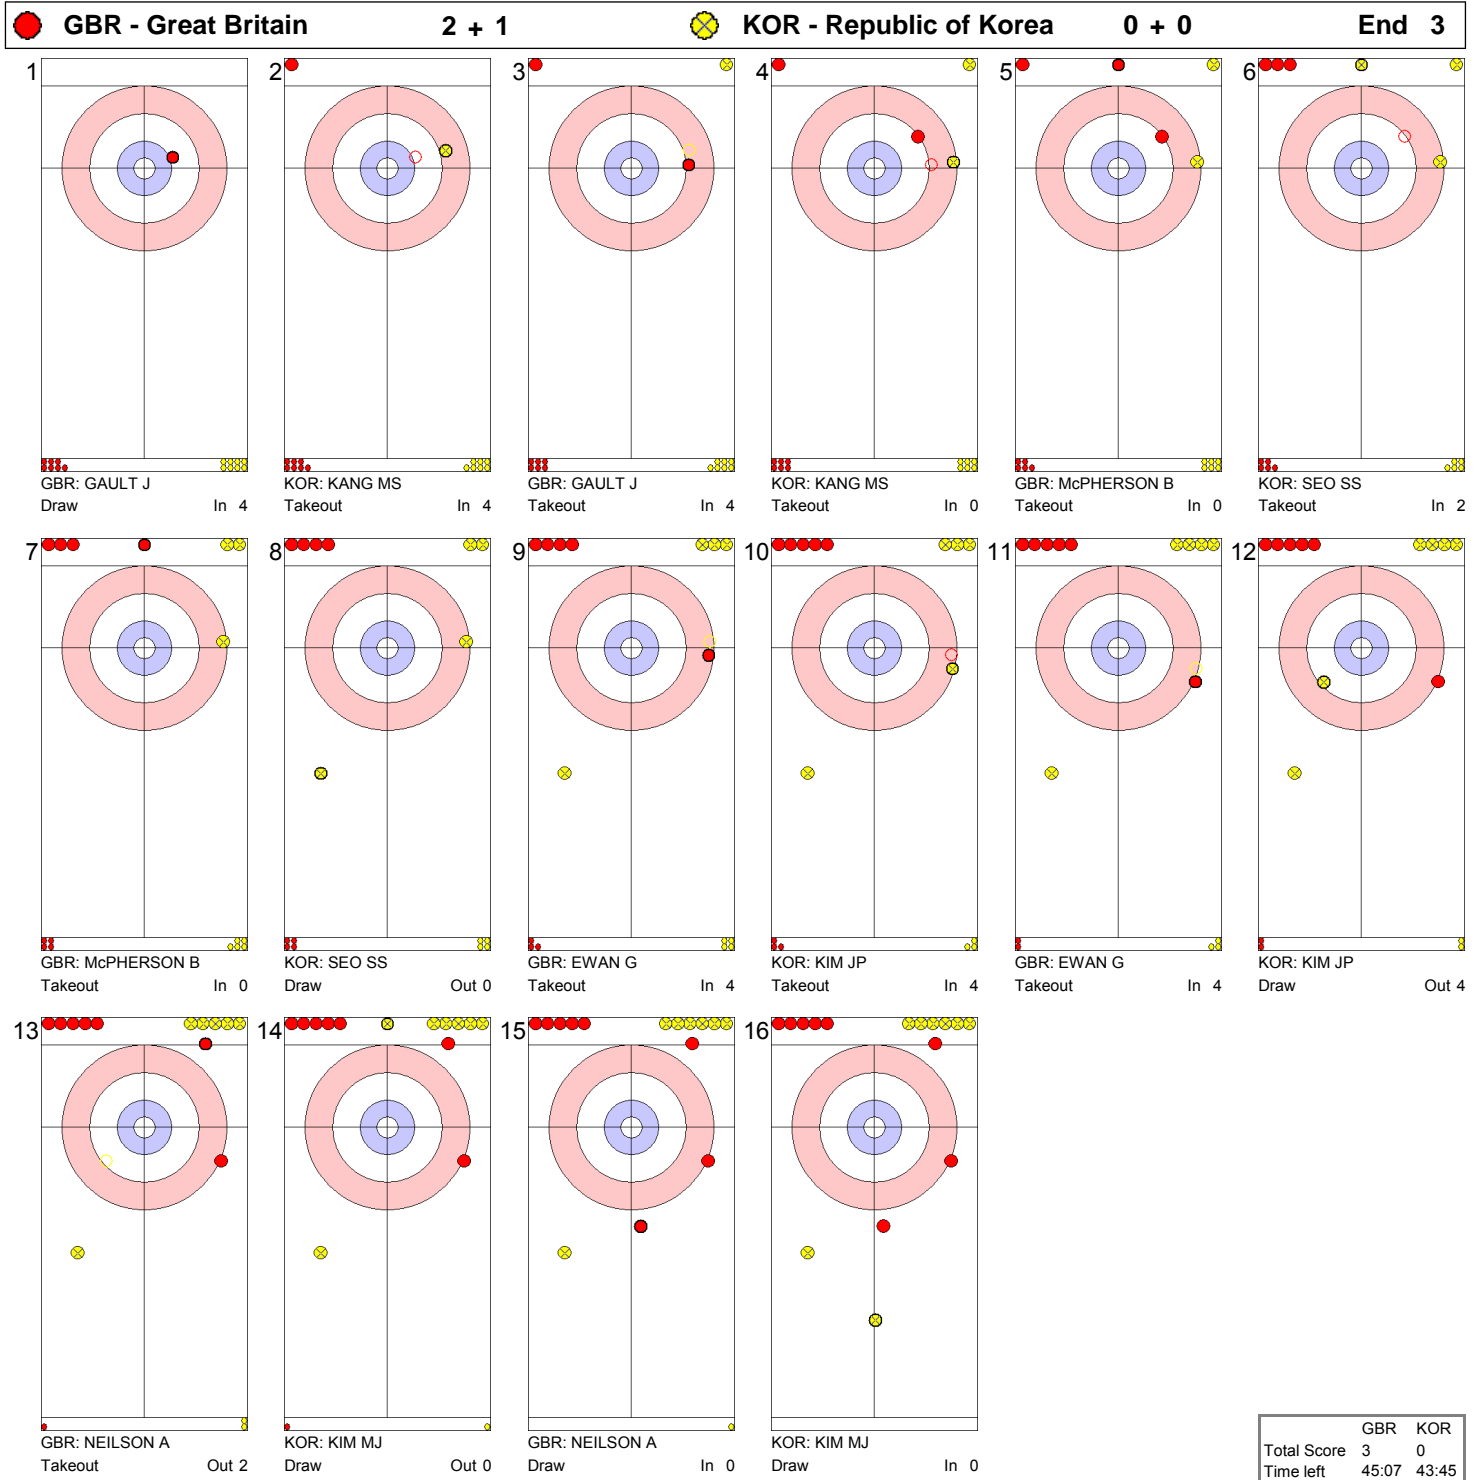 GBR - Great Britain 2 + 1 KOR - Republic of Korea 0 + 0 End 3
1 2 3 4 5 6
GBR: GAULT J KOR: KANG MS GBR: GAULT J KOR: KANG MS GBR: McPHERSON B KOR: SEO SS
Draw In 4 Takeout In 4 Takeout In 4 Takeout In 0 Takeout In 0 Takeout In 2
7 8 9 10 11 12
GBR: McPHERSON B KOR: SEO SS GBR: EWAN G KOR: KIM JP GBR: EWAN G KOR: KIM JP
Takeout In 0 Draw Out 0 Takeout In 4 Takeout In 4 Takeout In 4 Draw Out 4
13 14 15 16
GBR: NEILSON A KOR: KIM MJ GBR: NEILSON A KOR: KIM MJ
Takeout Out 2 Draw Out 0 Draw In 0 Draw In 0
GBR KOR
Total Score 3 0
Time left 45:07 43:45